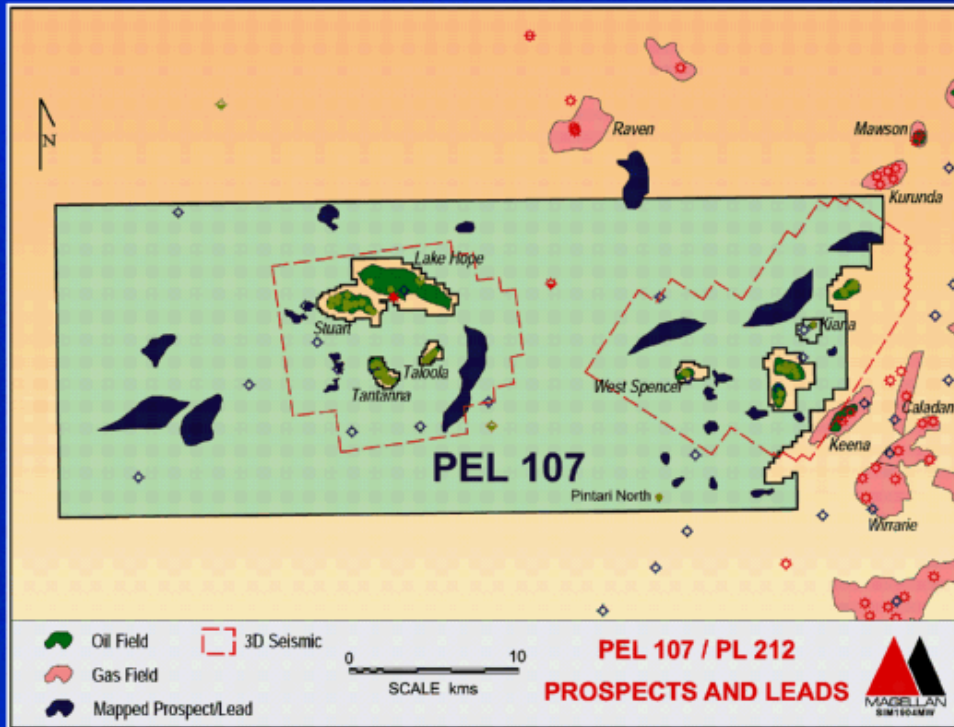 N
Raven
Mawson
Kurunda
Lake Hope
Stuart
Kiana
Taloola
Tantanna
West Spencer
Caladan
Keena
PEL 107
Pintari North
Wirrarie
Oil Field
3D Seismic
Gas Field
Mapped Prospect/Lead
0 10
SCALE kms
PEL 107 / PL 212
PROSPECTS AND LEADS
MAGELLAN
SIM1904MW